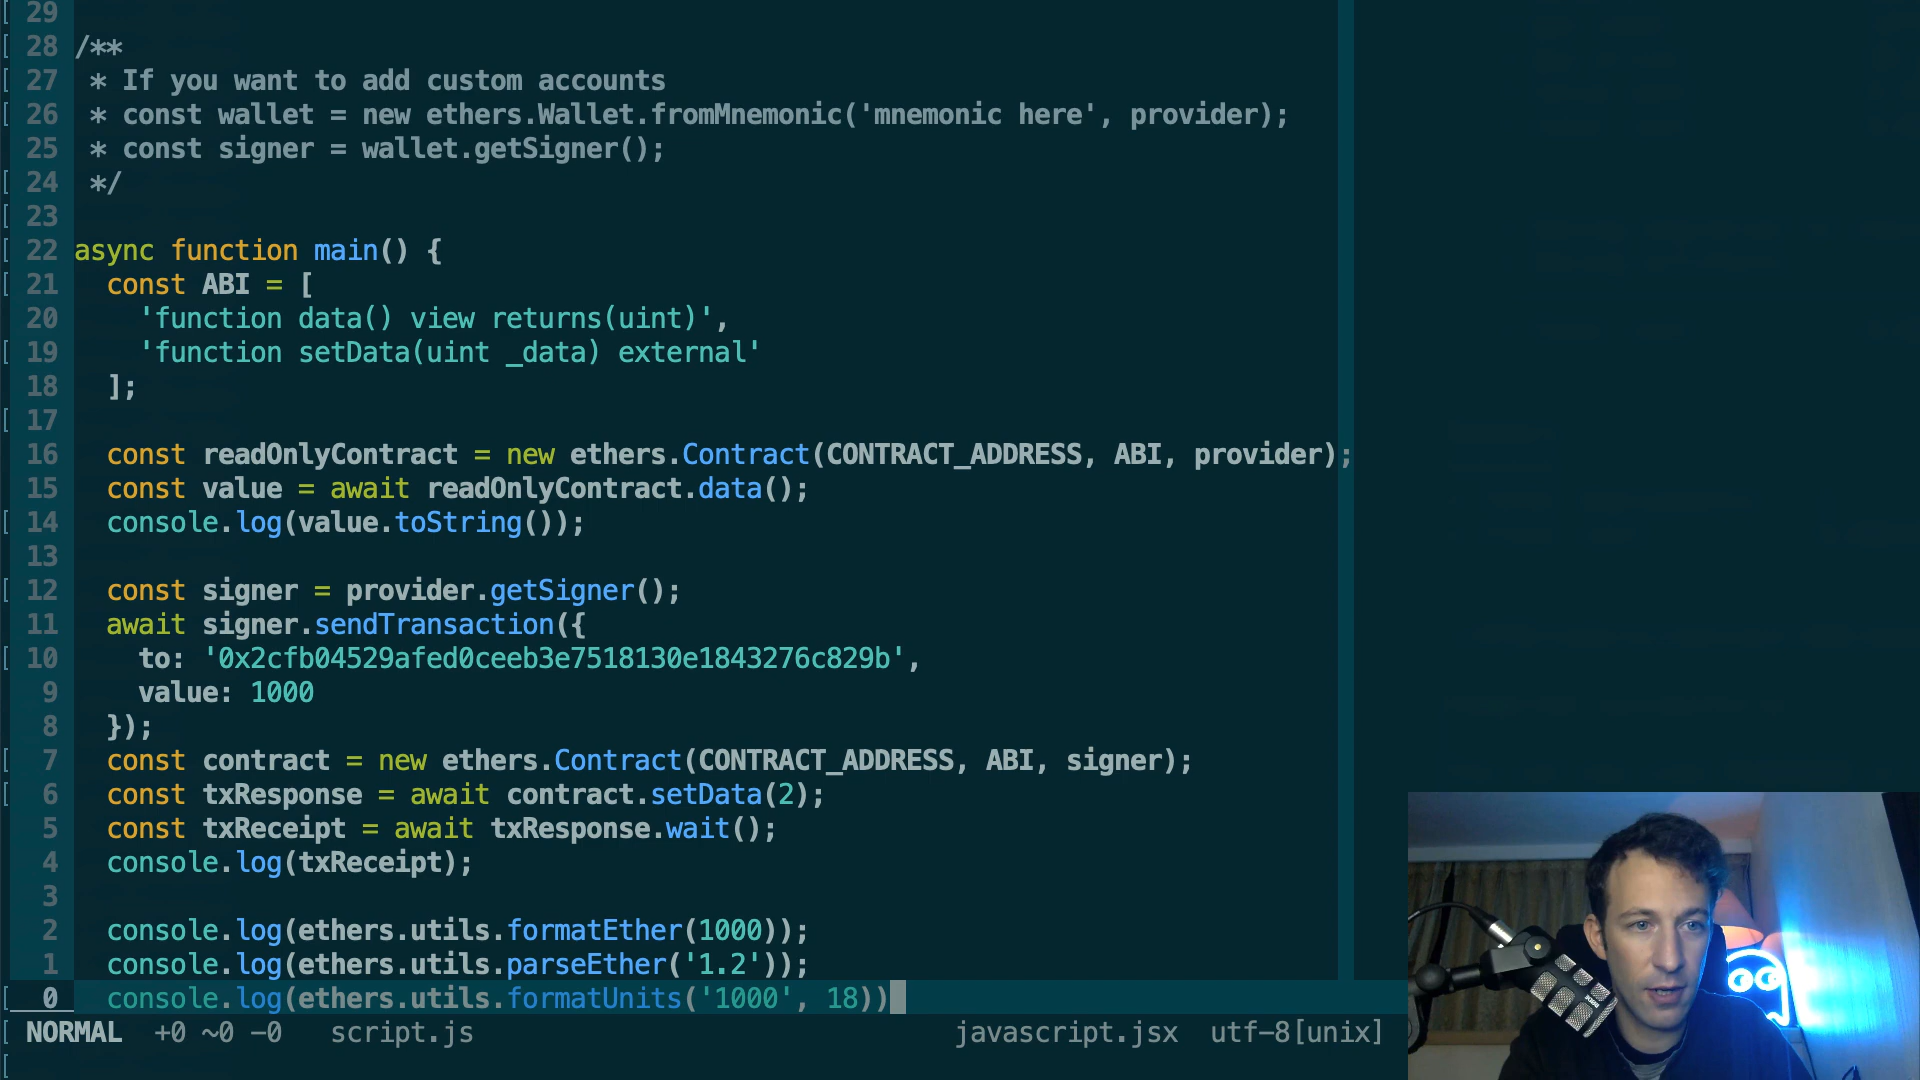 29
28 /**
27  * If you want to add custom accounts
26  * const wallet = new ethers.Wallet.fromMnemonic('mnemonic here', provider);
25  * const signer = wallet.getSigner();
24  */
23
22 async function main() {
21   const ABI = [
20     'function data() view returns(uint)',
19     'function setData(uint _data) external'
18   ];
17
16   const readOnlyContract = new ethers.Contract(CONTRACT_ADDRESS, ABI, provider);
15   const value = await readOnlyContract.data();
14   console.log(value.toString());
13
12   const signer = provider.getSigner();
11   await signer.sendTransaction({
10     to: '0x2cfb04529afed0ceeb3e7518130e1843276c829b',
9     value: 1000
8   });
7   const contract = new ethers.Contract(CONTRACT_ADDRESS, ABI, signer);
6   const txResponse = await contract.setData(2);
5   const txReceipt = await txResponse.wait();
4   console.log(txReceipt);
3
2   console.log(ethers.utils.formatEther(1000));
1   console.log(ethers.utils.parseEther('1.2'));
0   console.log(ethers.utils.formatUnits('1000', 18))
NORMAL +0 ~0 -0 script.js javascript.jsx utf-8[unix]